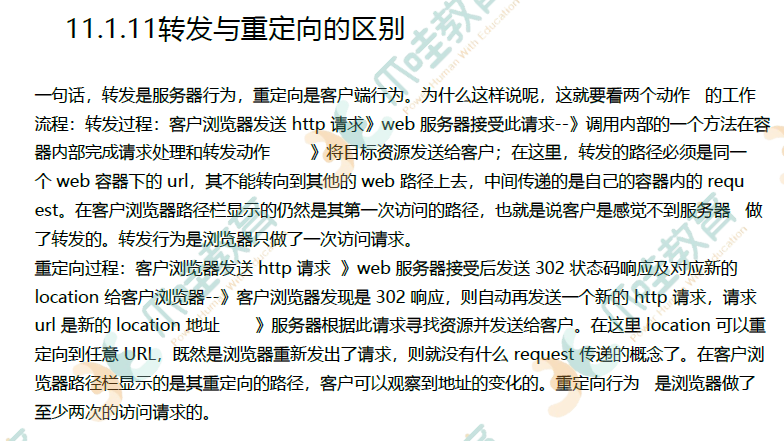 11.1.11转发与重定向的区别
一句话，转发是服务器行为，重定向是客户端行为。为什么这样说呢，这就要看两个动作 的工作
流程：转发过程：客户浏览器发送 http 请求》web 服务器接受此请求--》调用内部的一个方法在容
器内部完成请求处理和转发动作 》将目标资源发送给客户；在这里，转发的路径必须是同一
个 web 容器下的 url，其不能转向到其他的 web 路径上去，中间传递的是自己的容器内的 requ
est。在客户浏览器路径栏显示的仍然是其第一次访问的路径，也就是说客户是感觉不到服务器 做
了转发的。转发行为是浏览器只做了一次访问请求。
重定向过程：客户浏览器发送 http 请求 》web 服务器接受后发送 302 状态码响应及对应新的
location 给客户浏览器--》客户浏览器发现是 302 响应，则自动再发送一个新的 http 请求，请求
url 是新的 location 地址 》服务器根据此请求寻找资源并发送给客户。在这里 location 可以重
定向到任意 URL，既然是浏览器重新发出了请求，则就没有什么 request 传递的概念了。在客户浏
览器路径栏显示的是其重定向的路径，客户可以观察到地址的变化的。重定向行为 是浏览器做了
至少两次的访问请求的。